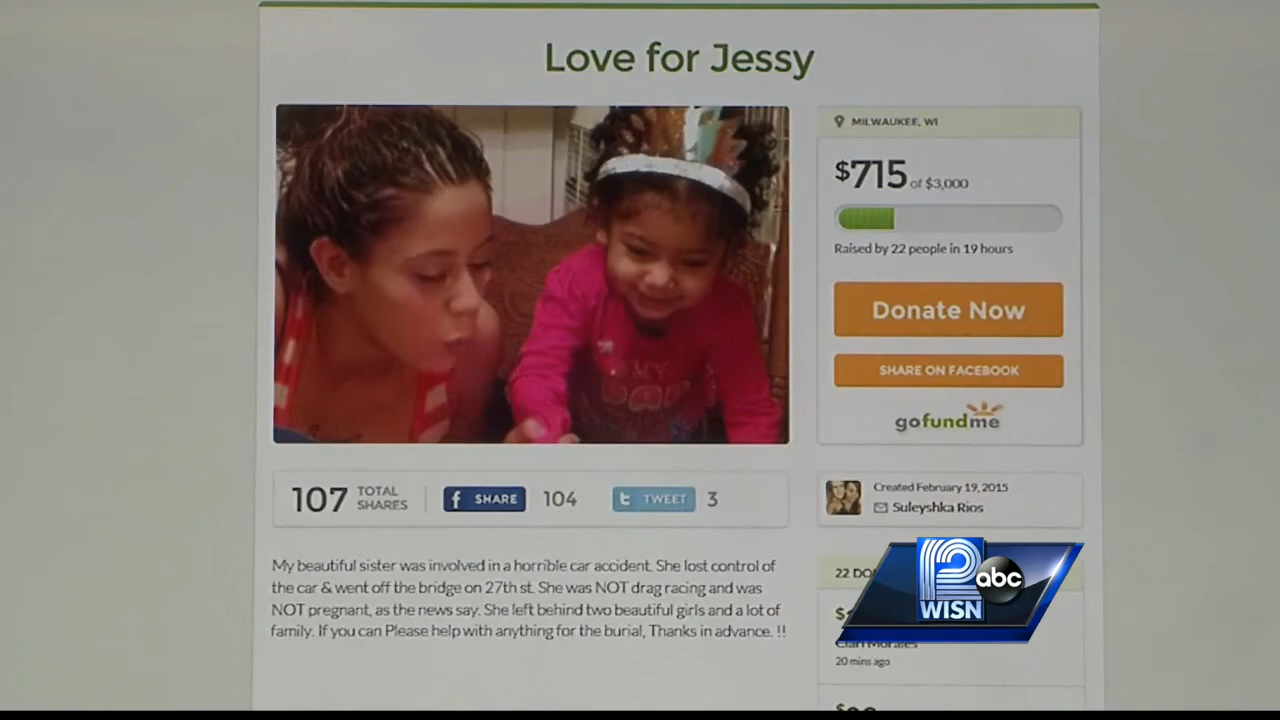 Love for Jessy
MILWAUKEE, WI
$715 of $3,000
Raised by 22 people in 19 hours
Donate Now
SHARE ON FACEBOOK
gofundme
107 TOTAL SHARES
f SHARE 104
t TWEET 3
Created February 19, 2015
Suleyshka Rios
My beautiful sister was involved in a horrible car accident. She lost control of
the car & went off the bridge on 27th st. She was NOT drag racing and was
NOT pregnant, as the news say. She left behind two beautiful girls and a lot of
family. If you can Please help with anything for the burial, Thanks in advance. !!
22
12 abc
WISN
$
Morales
20 mins ago
$